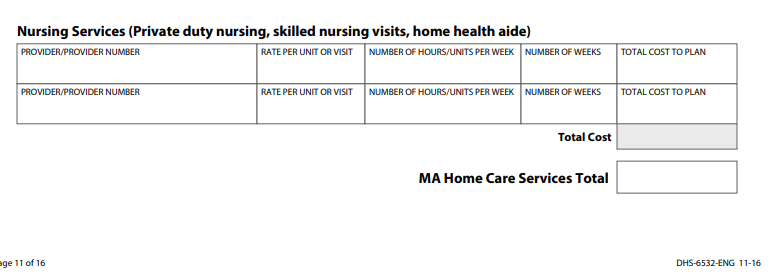 Nursing Services (Private duty nursing, skilled nursing visits, home health aide)
PROVIDER/PROVIDER NUMBER RATE PER UNIT OR VISIT NUMBER OF HOURS/UNITS PER WEEK NUMBER OF WEEKS TOTAL COST TO PLAN
PROVIDER/PROVIDER NUMBER RATE PER UNIT OR VISIT NUMBER OF HOURS/UNITS PER WEEK NUMBER OF WEEKS TOTAL COST TO PLAN
Total Cost
MA Home Care Services Total
age 11 of 16 DHS-6532-ENG 11-16